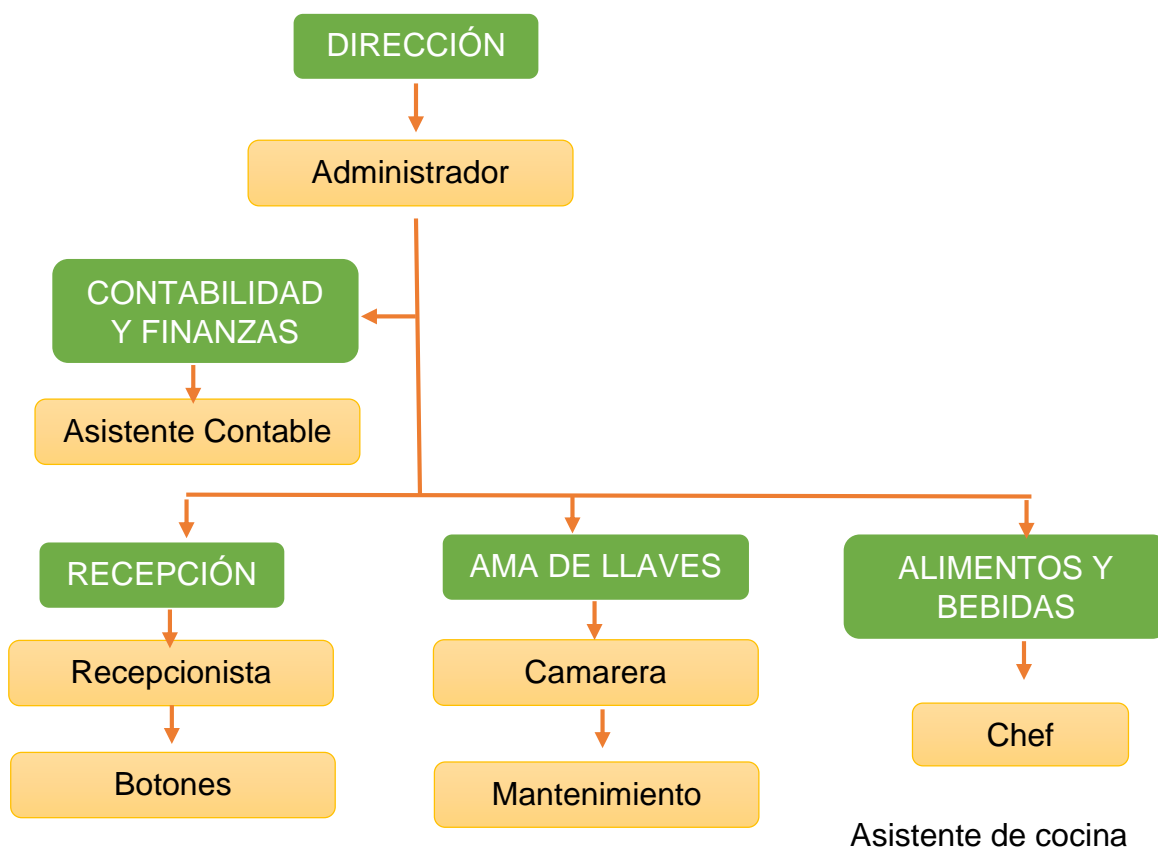 DIRECCIÓN
Administrador
CONTABILIDAD
Y FINANZAS
Asistente Contable
RECEPCIÓN
AMA DE LLAVES
ALIMENTOS Y
BEBIDAS
Recepcionista
Camarera
Chef
Botones
Mantenimiento
Asistente de cocina